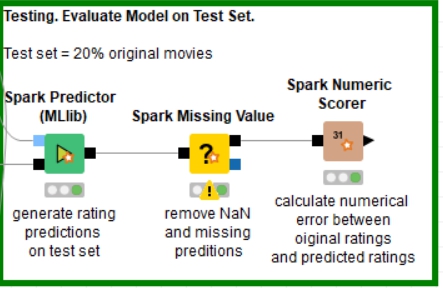 Testing. Evaluate Model on Test Set.
Test set = 20% original movies
Spark Predictor
(MLlib)
Spark Missing Value
Spark Numeric
Scorer
?
31
!
generate rating
predictions
on test set
remove NaN
and missing
preditions
calculate numerical
error between
oiginal ratings
and predicted ratings